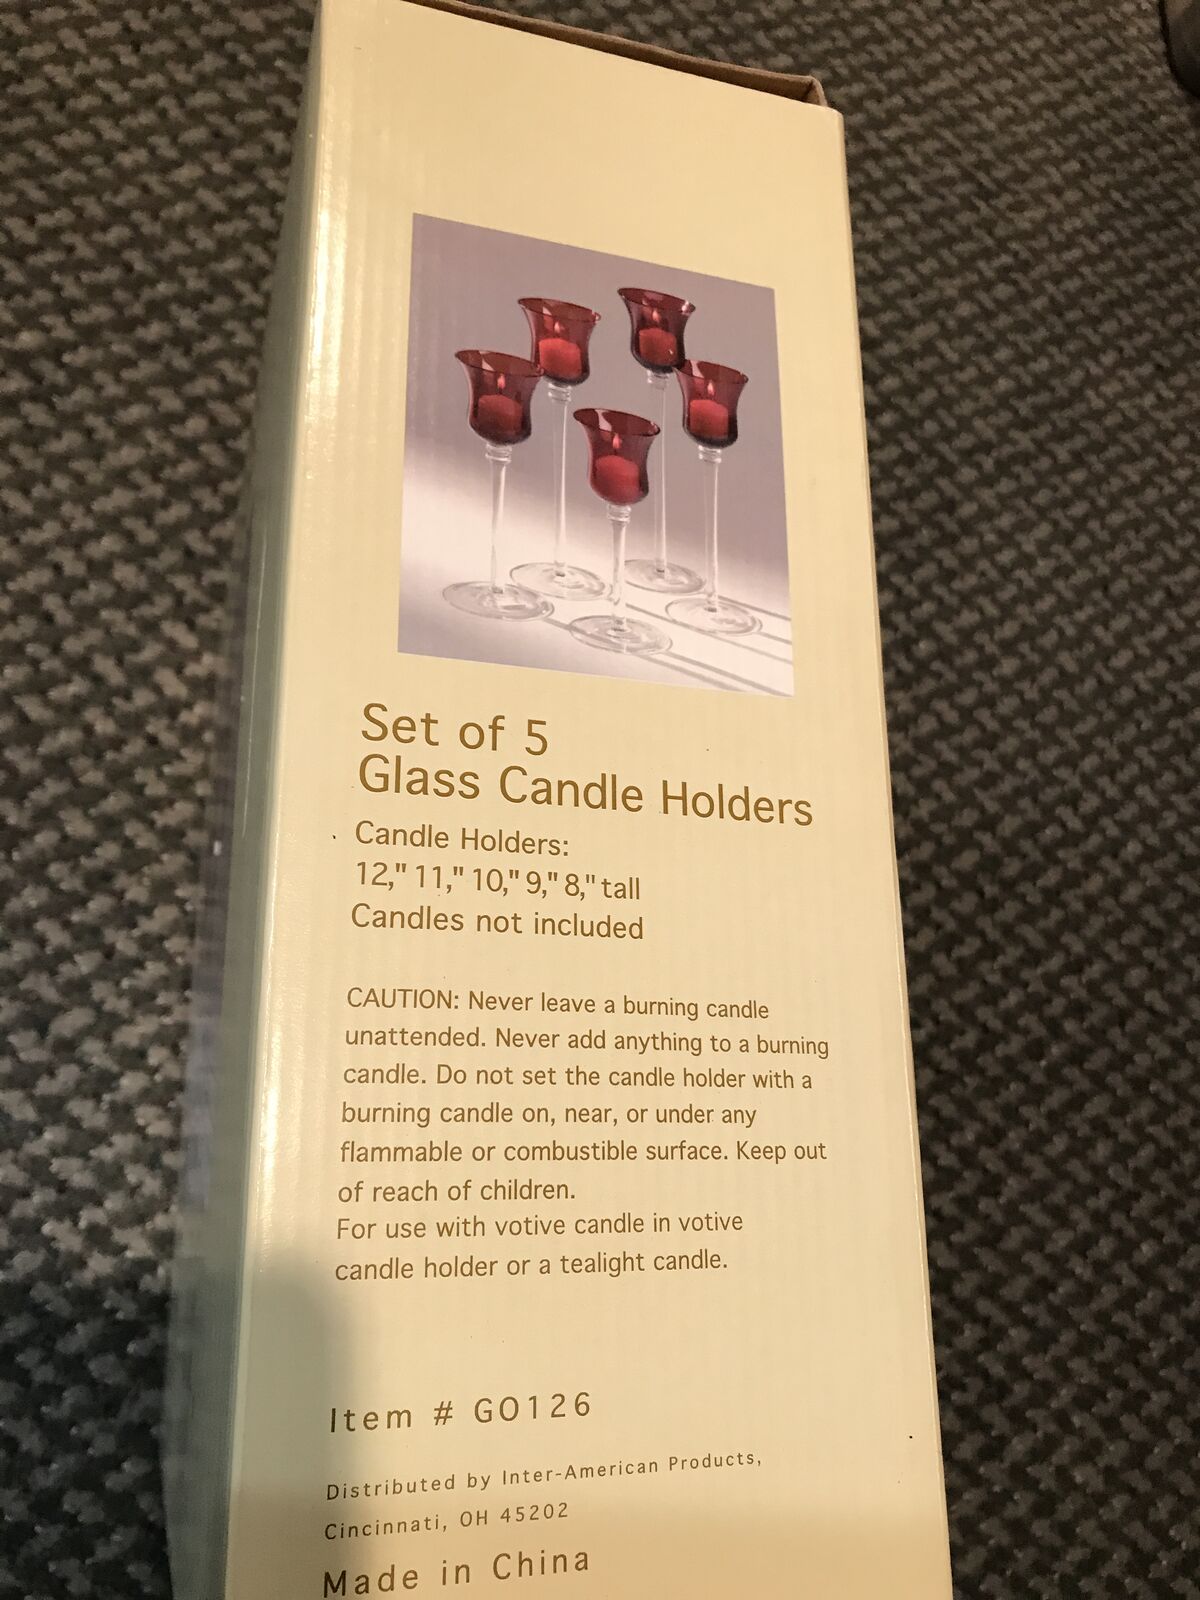 Set of 5
Glass Candle Holders
Candle Holders:
12," 11," 10," 9," 8," tall
Candles not included
CAUTION: Never leave a burning candle
unattended. Never add anything to a burning
candle. Do not set the candle holder with a
burning candle on, near, or under any
flammable or combustible surface. Keep out
of reach of children.
For use with votive candle in votive
candle holder or a tealight candle.
Item # GO126
Distributed by Inter-American Products,
Cincinnati, OH 45202
Made in China